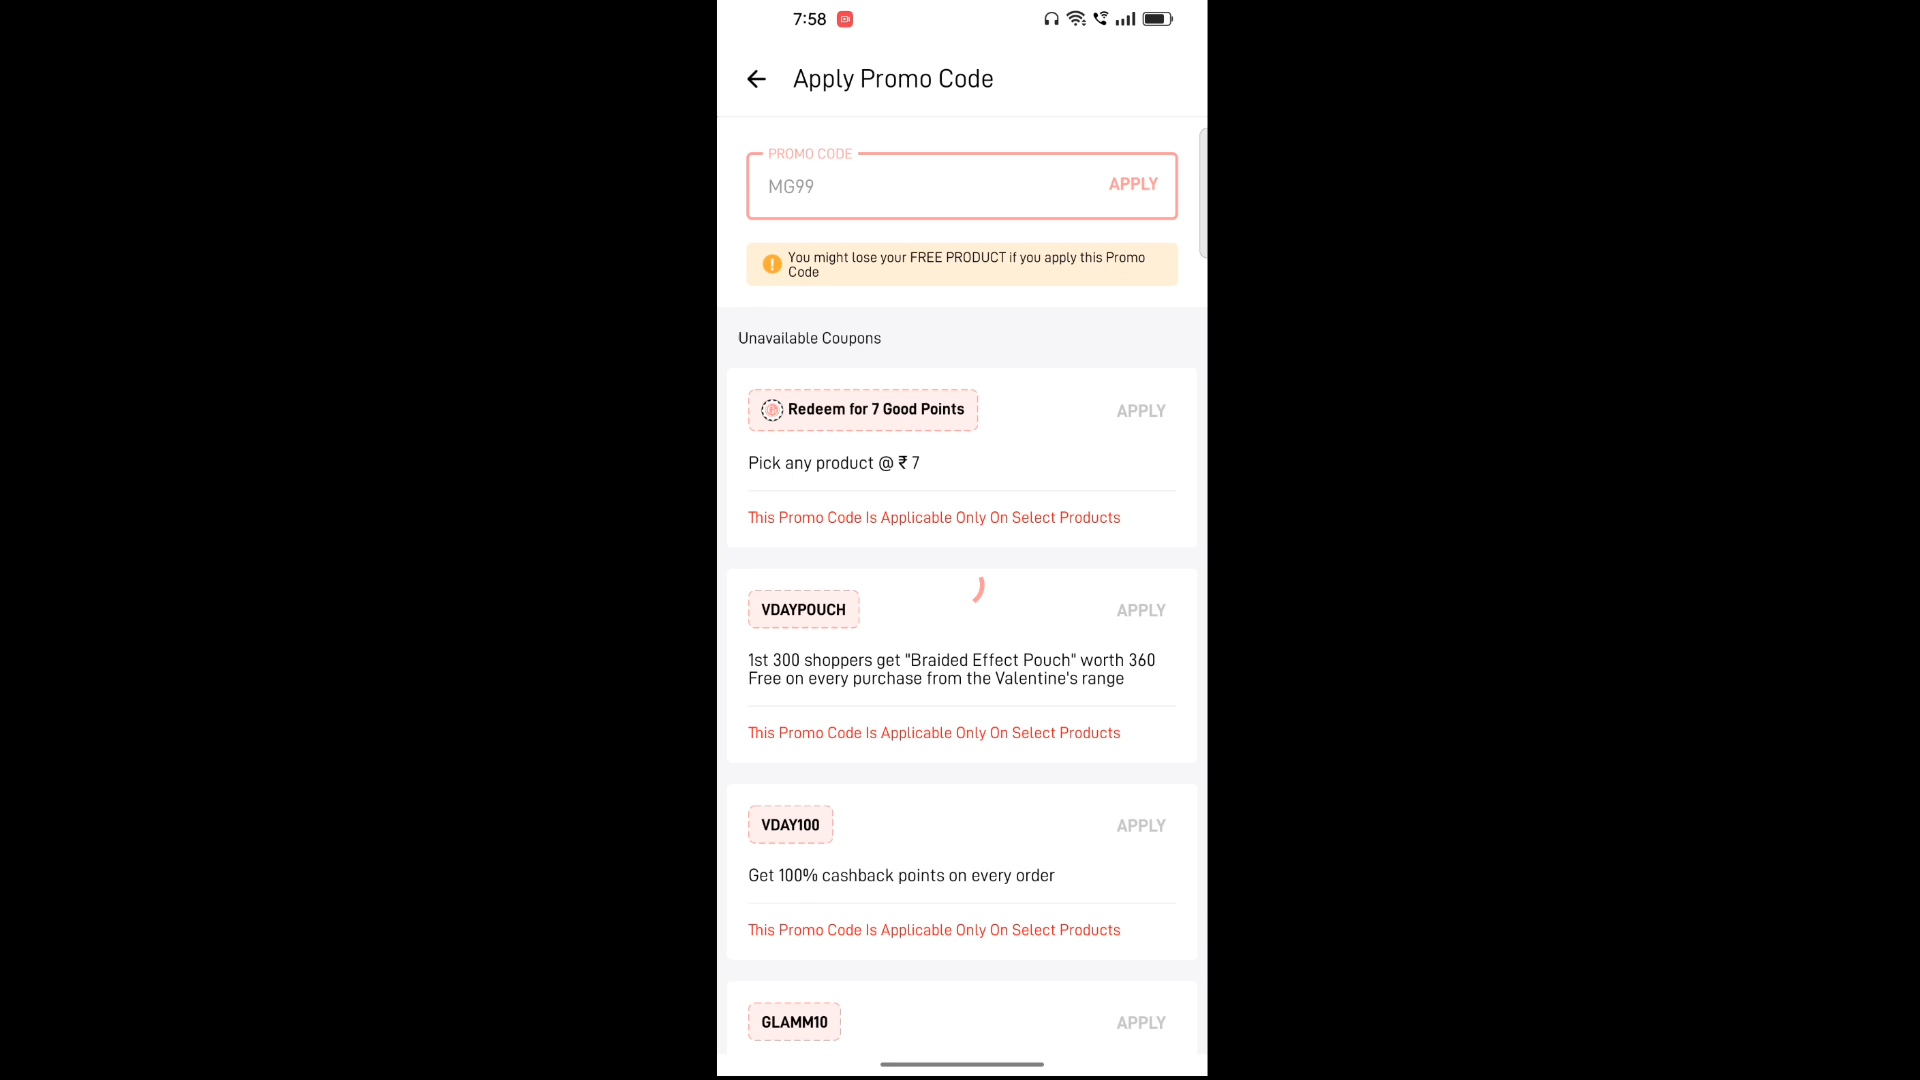 7:58
Apply Promo Code
PROMO CODE
MG99
APPLY
You might lose your FREE PRODUCT if you apply this Promo
Code
Unavailable Coupons
Redeem for 7 Good Points
APPLY
Pick any product @ ₹ 7
This Promo Code Is Applicable Only On Select Products
VDAYPOUCH
APPLY
1st 300 shoppers get "Braided Effect Pouch" worth 360
Free on every purchase from the Valentine's range
This Promo Code Is Applicable Only On Select Products
VDAY100
APPLY
Get 100% cashback points on every order
This Promo Code Is Applicable Only On Select Products
GLAMM10
APPLY